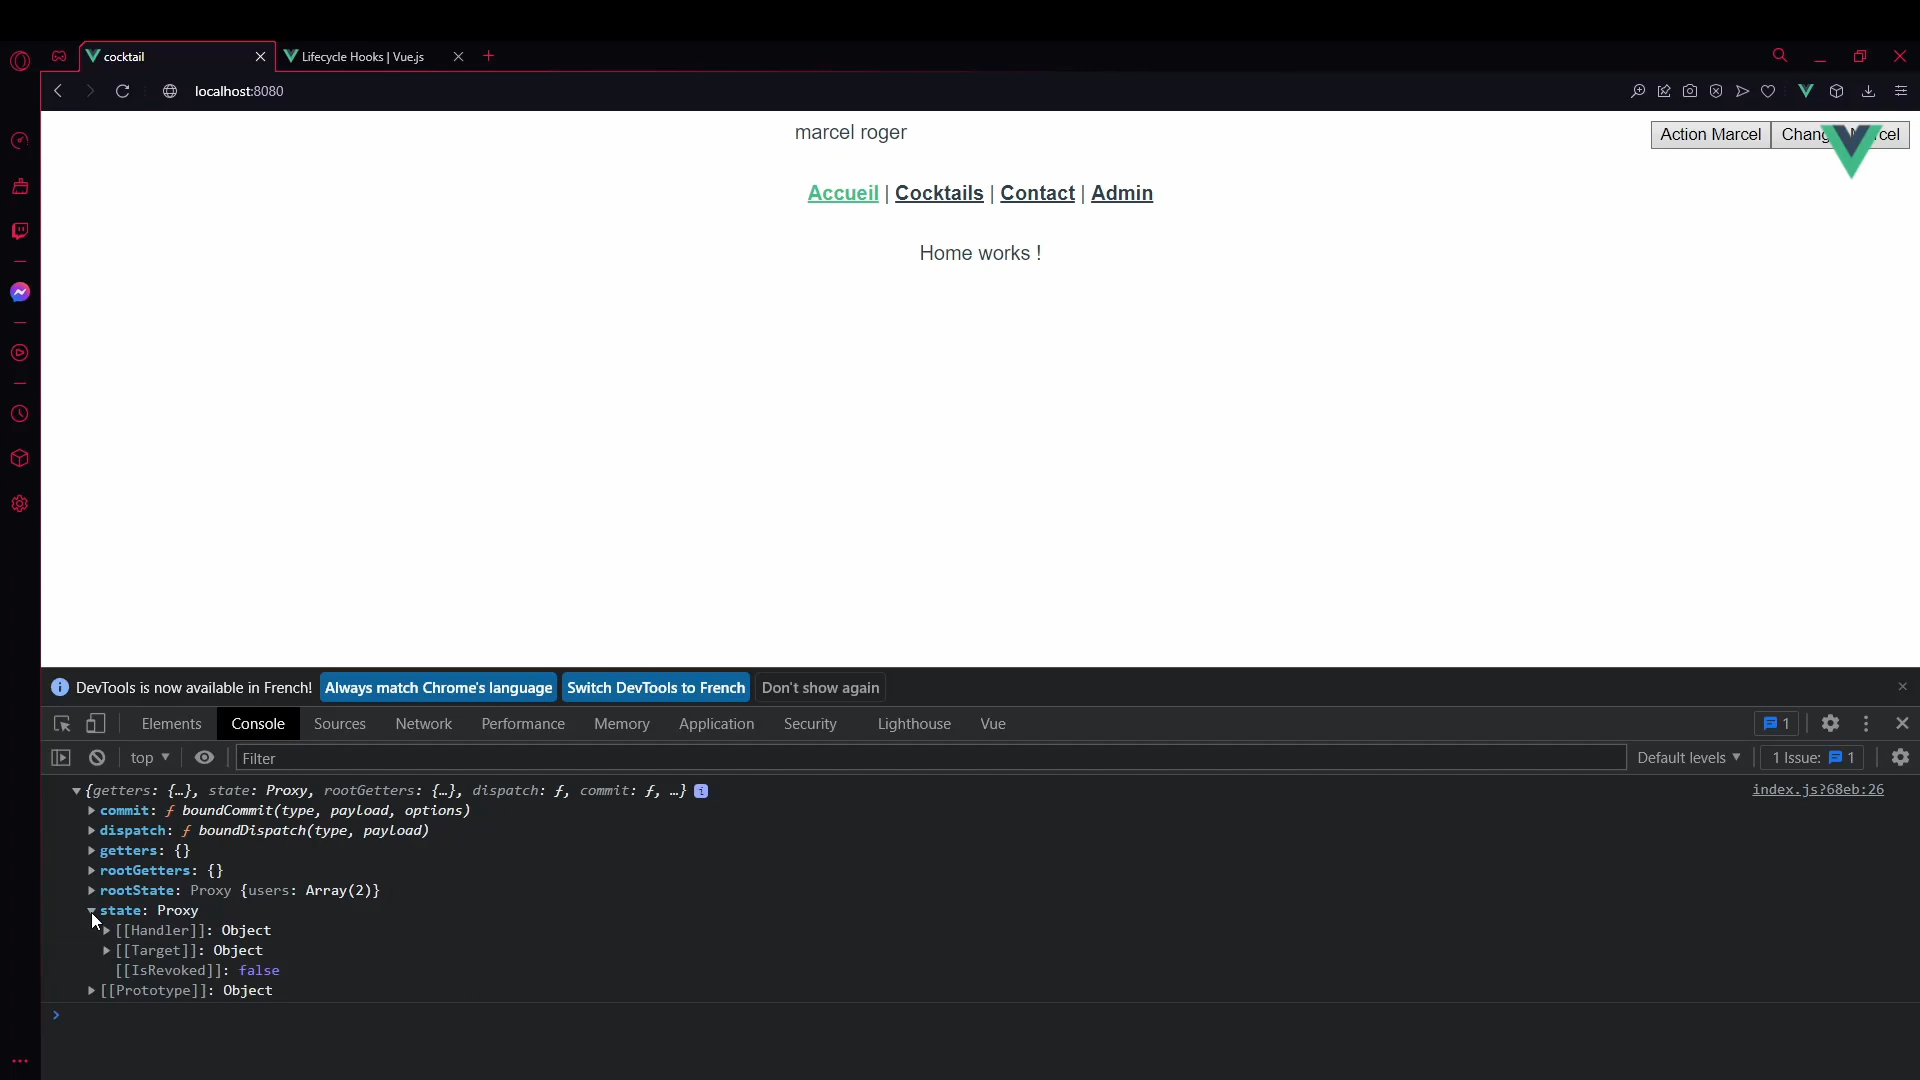 cocktail
Lifecycle Hooks | Vue.js
localhost:8080
marcel roger
Action Marcel
Accueil | Cocktails | Contact | Admin
Home works !
DevTools is now available in French! Always match Chrome's language Switch DevTools to French Don't show again
Elements Console Sources Network Performance Memory Application Security Lighthouse Vue 1
top Filter Default levels 1 Issue: 1
{getters: {…}, state: Proxy, rootGetters: {…}, dispatch: ƒ, commit: ƒ, …} index.js?68eb:26
commit: ƒ boundCommit(type, payload, options)
dispatch: ƒ boundDispatch(type, payload)
getters: {}
rootGetters: {}
rootState: Proxy {users: Array(2)}
state: Proxy
[[Handler]]: Object
[[Target]]: Object
[[IsRevoked]]: false
[[Prototype]]: Object